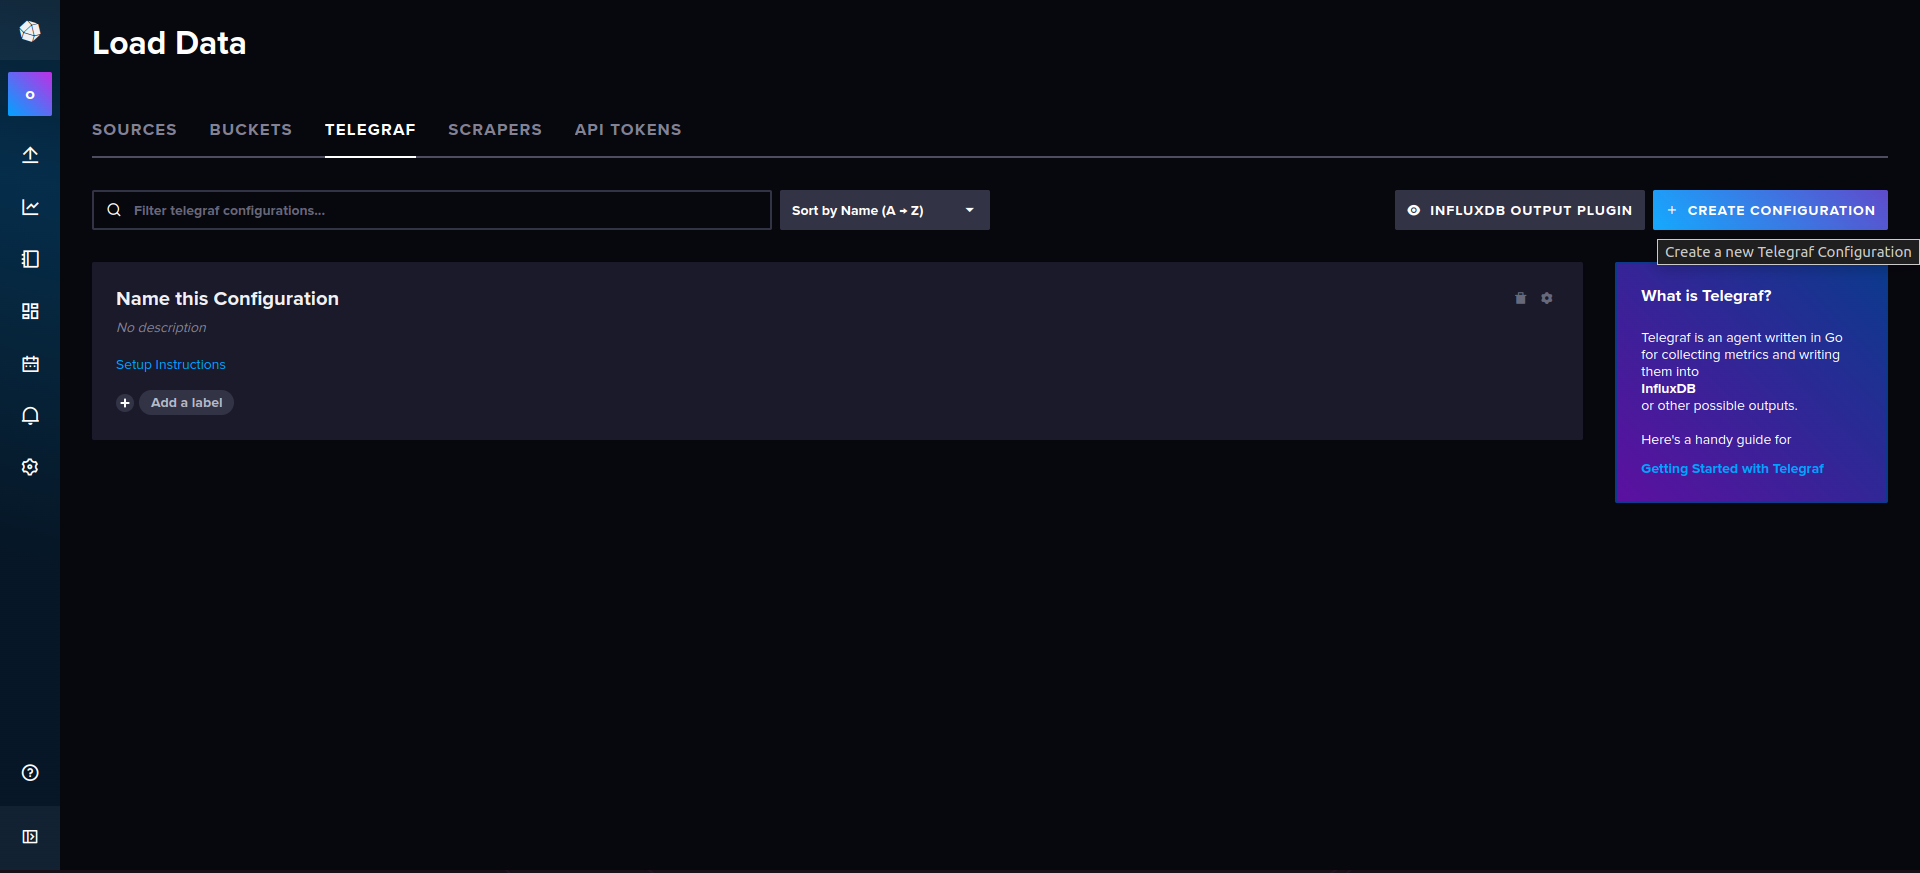 Load Data
o
SOURCES BUCKETS TELEGRAF SCRAPERS API TOKENS
Filter telegraf configurations...
Sort by Name (A → Z)
INFLUXDB OUTPUT PLUGIN
+ CREATE CONFIGURATION
Create a new Telegraf Configuration
Name this Configuration
No description
Setup Instructions
+ Add a label
What is Telegraf?
Telegraf is an agent written in Go
for collecting metrics and writing
them into
InfluxDB
or other possible outputs.
Here's a handy guide for
Getting Started with Telegraf